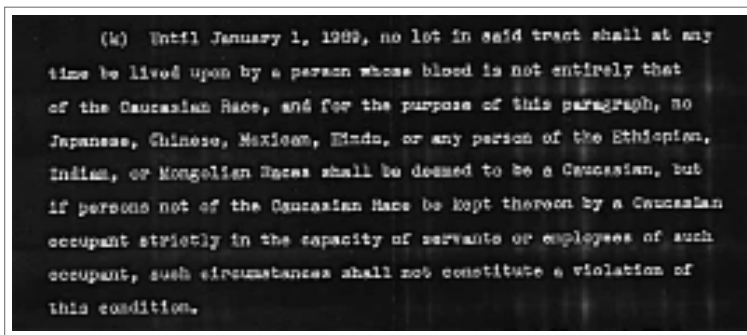 (k) Until January 1, 1989, no lot in said tract shall at any
time be lived upon by a person whose blood is not entirely that
of the Caucasian Race, and for the purpose of this paragraph, no
Japanese, Chinese, Mexican, Hindu, or any person of the Ethiopian,
Indian, or Mongolian Races shall be deemed to be a Caucasian, but
if persons not of the Caucasian Race be kept thereon by a Caucasian
occupant strictly in the capacity of servants or employees of such
occupant, such circumstances shall not constitute a violation of
this condition.